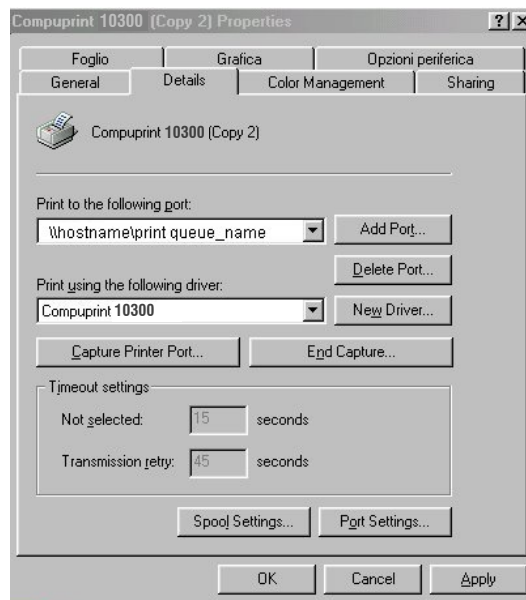 Compuprint 10300 (Copy 2) Properties
Foglio Grafica Opzioni periferica
General Details Color Management Sharing
Compuprint 10300 (Copy 2)
Print to the following port:
\\hostname\print queue_name Add Port...
Delete Port...
Print using the following driver:
Compuprint 10300 New Driver...
Capture Printer Port... End Capture...
Timeout settings
Not selected: 15 seconds
Transmission retry: 45 seconds
Spool Settings... Port Settings...
OK Cancel Apply